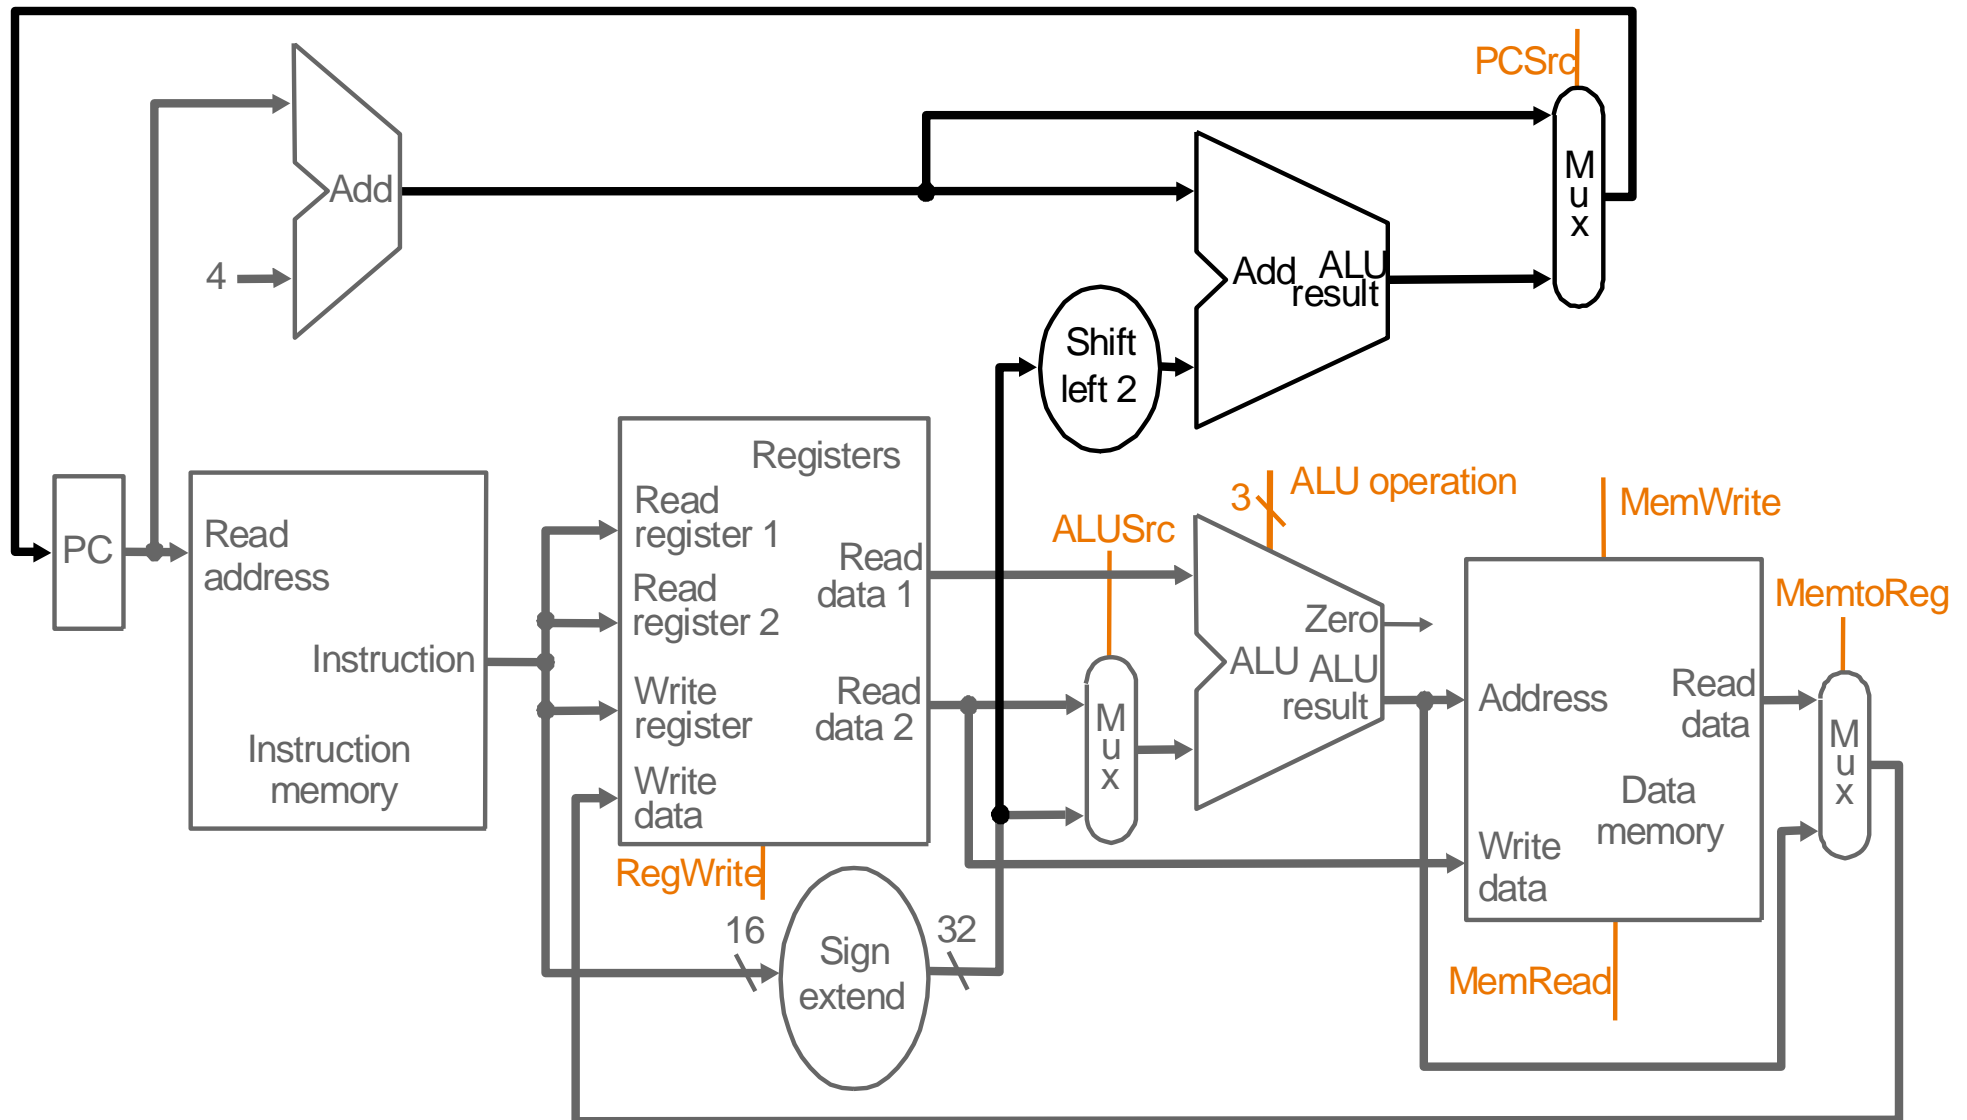 PCSrc
M
u
x
Add
Add
ALU
result
4
Shift
left 2
Registers
Read
register 1
Read
register 2
Write
register
Write
data
Read
data 1
Read
data 2
PC
Read
address
Instruction
Instruction
memory
RegWrite
16
Sign
extend
32
ALUSrc
M
u
x
3
ALU operation
Zero
ALU
ALU
result
MemWrite
Address
Read
data
Data
memory
Write
data
MemRead
MemtoReg
M
u
x